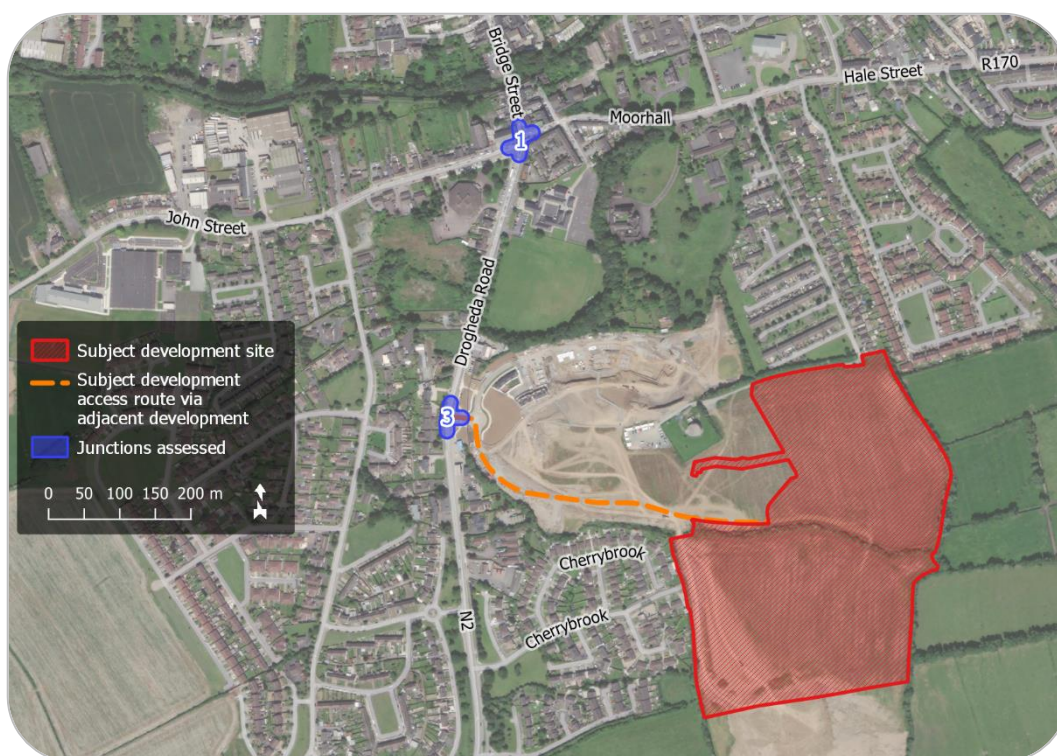 Bridge Street
Hale Street
R170
Moorhall
1
John Street
Drogheda Road
Subject development site
Subject development
access route via
adjacent development
Junctions assessed
0 50 100 150 200 m
3
Cherrybrook
Cherrybrook
N2